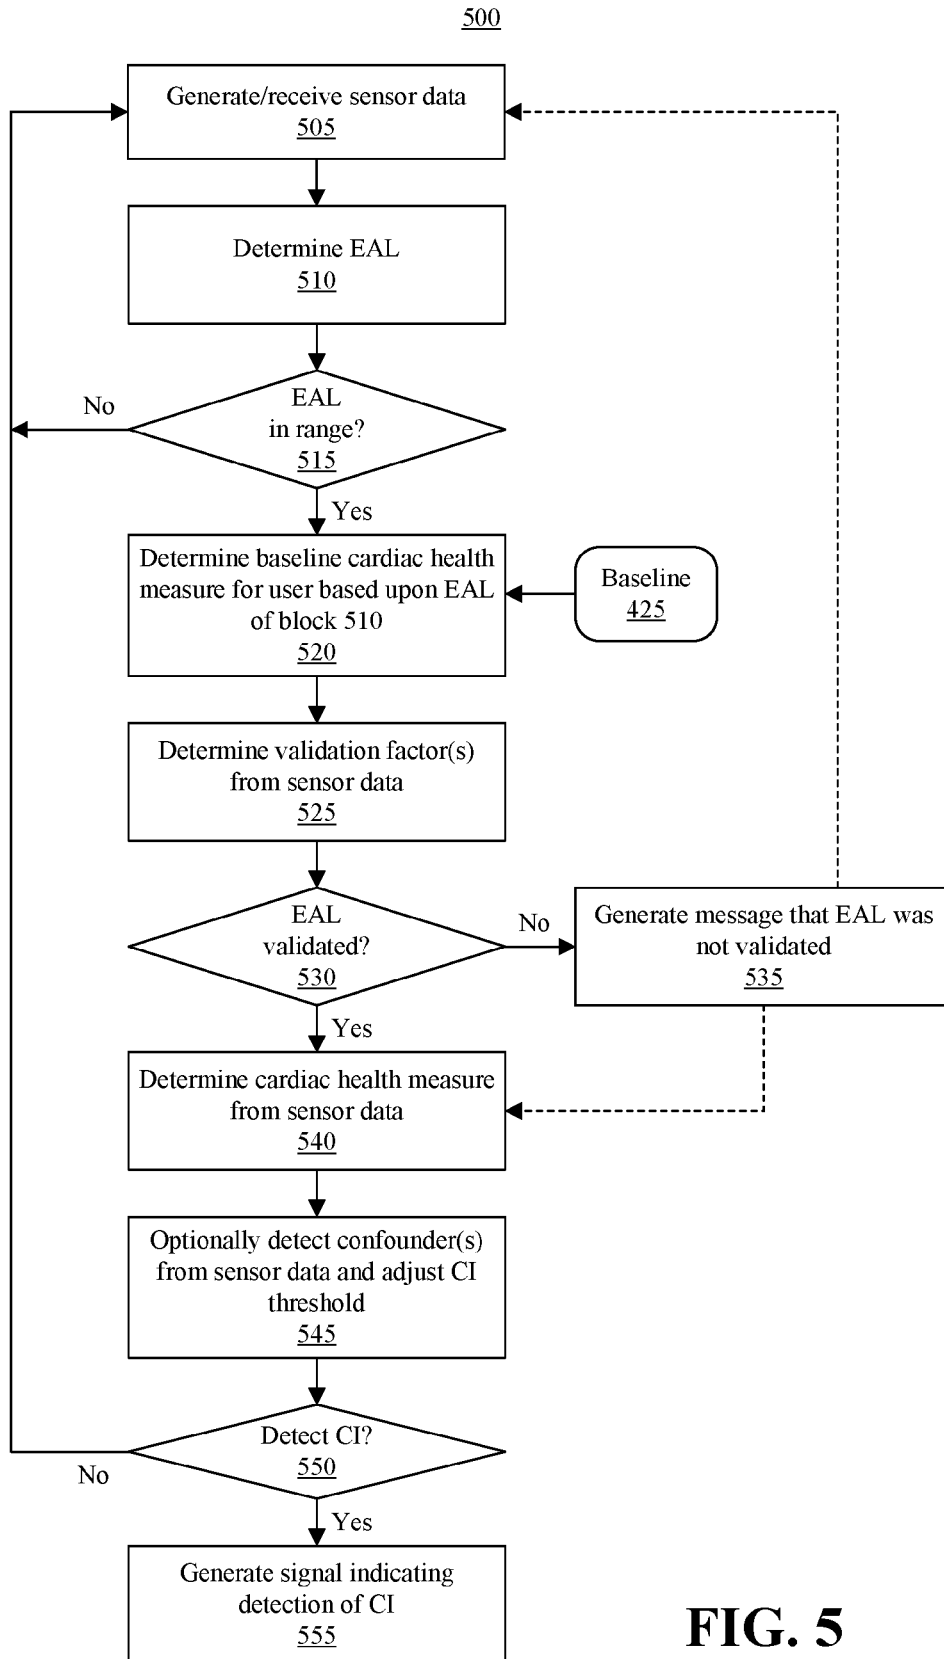 500
Generate/receive sensor data
505
Determine EAL
510
EAL
in range?
515
No
Yes
Determine baseline cardiac health
measure for user based upon EAL
of block 510
520
Baseline
425
Determine validation factor(s)
from sensor data
525
EAL
validated?
530
No
Generate message that EAL was
not validated
535
Yes
Determine cardiac health measure
from sensor data
540
Optionally detect confounder(s)
from sensor data and adjust CI
threshold
545
Detect CI?
550
No
Yes
Generate signal indicating
detection of CI
555
FIG. 5